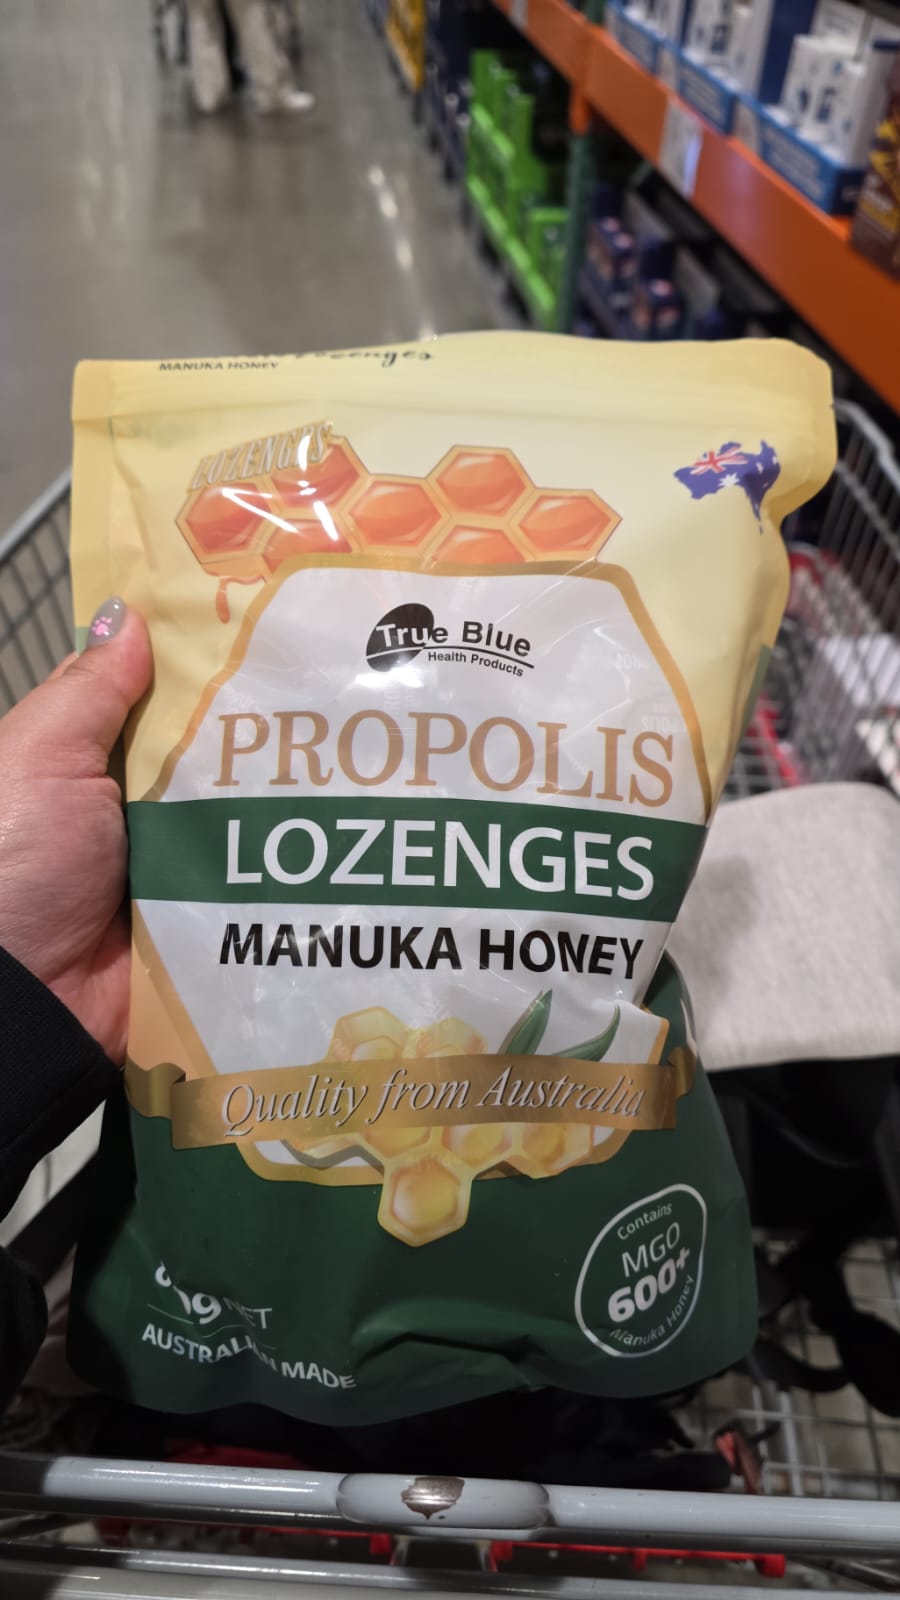 MANUKA HONEY
LOZENGES
True Blue
Health Products
PROPOLIS
LOZENGES
MANUKA HONEY
Quality from Australia
Contains
MGO
600+
Manuka Honey
NET
AUSTRALIAN MADE